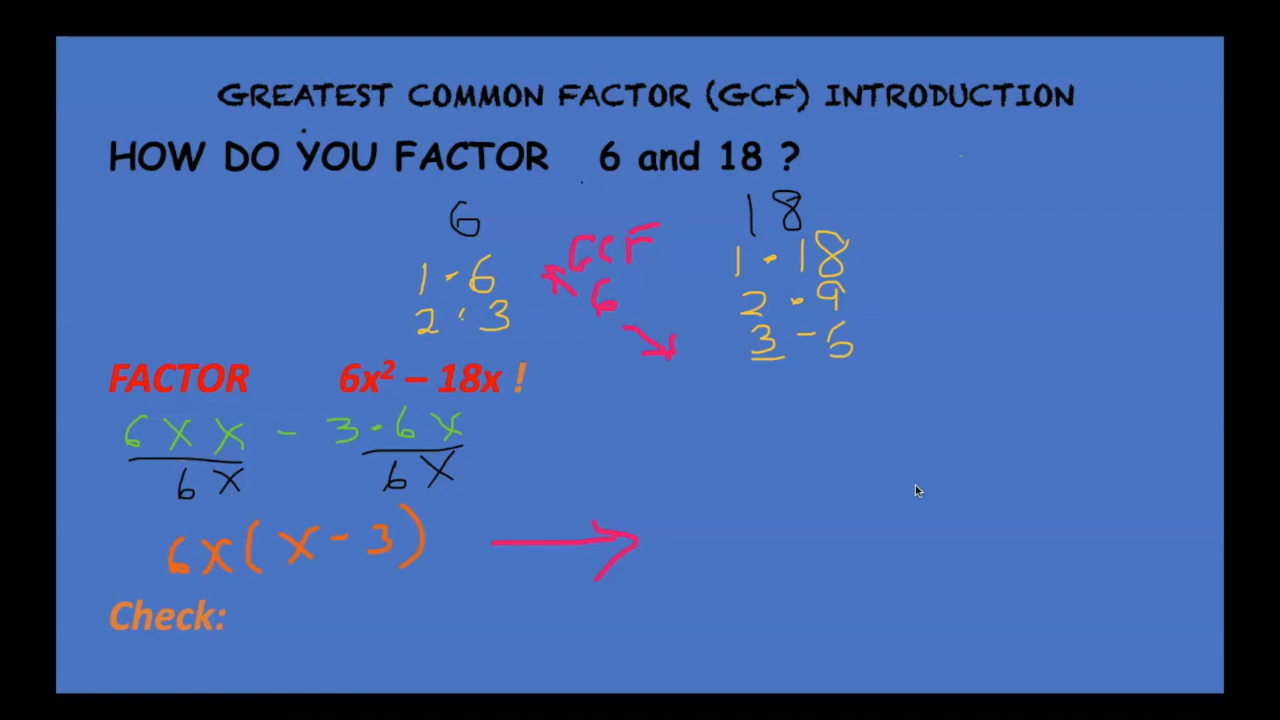 GREATEST COMMON FACTOR (GCF) INTRODUCTION
HOW DO YOU FACTOR 6 and 18 ?
6 18
GCF
1 · 6 1 · 18
6
2 · 3 2 · 9
3 - 5
FACTOR 6x² – 18x !
6 X X - 3 · 6 X
6 X 6 X
6x( x - 3 )
Check: